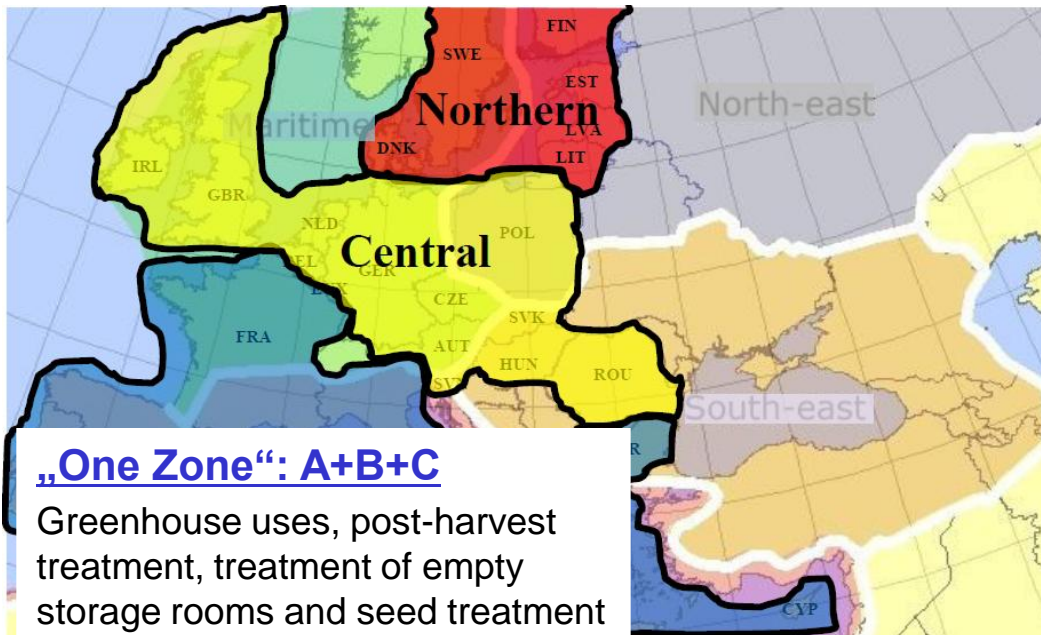 FIN
SWE
EST
Northern
North-east
Maritime
LVA
DNK
LIT
IRL
GBR
NLD
POL
Central
GER
CZE
SVK
FRA
AUT
HUN
ROU
South-east
„One Zone“: A+B+C
Greenhouse uses, post-harvest
treatment, treatment of empty
storage rooms and seed treatment
CYP